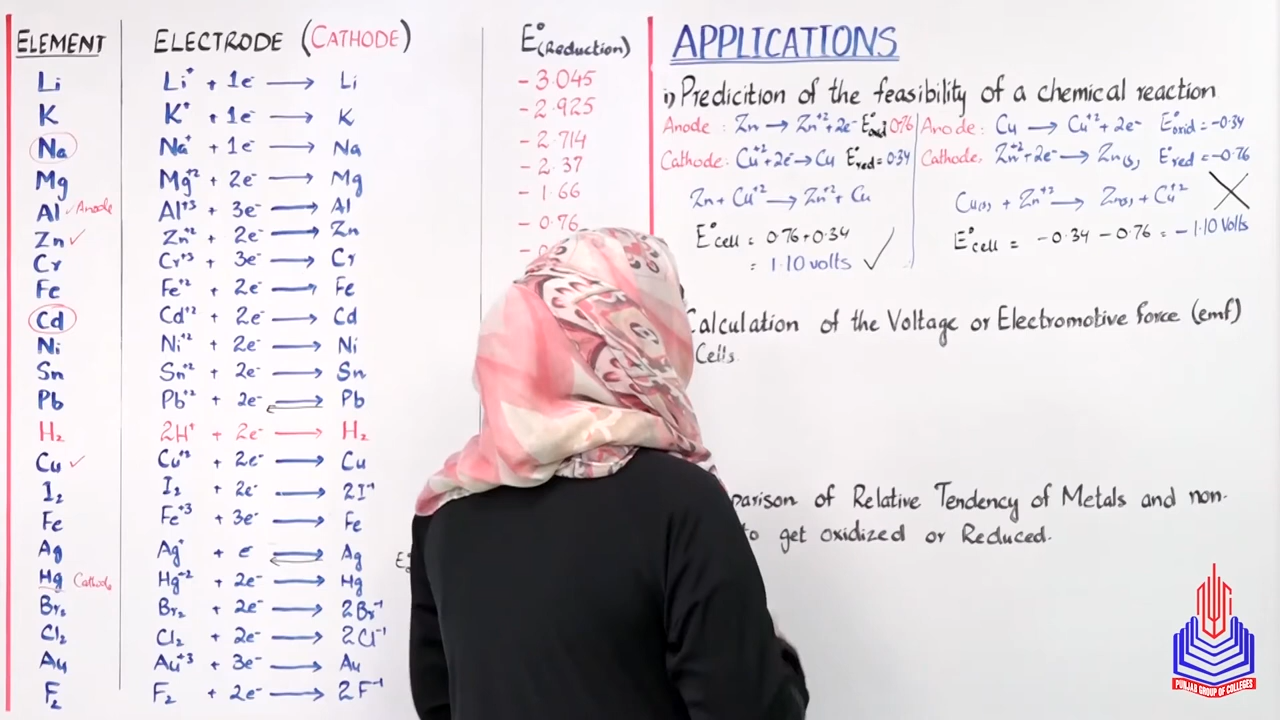 ELEMENT ELECTRODE (CATHODE) E°(Reduction)
Li Li⁺ + 1e⁻ → Li - 3.045
K K⁺ + 1e⁻ → K - 2.925
Na Na⁺ + 1e⁻ → Na - 2.714
Mg Mg⁺² + 2e⁻ → Mg - 2.37
Al ✓ Anode Al⁺³ + 3e⁻ → Al - 1.66
Zn ✓ Zn⁺² + 2e⁻ → Zn - 0.76
Cr Cr⁺³ + 3e⁻ → Cr
Fe Fe⁺² + 2e⁻ → Fe
Cd Cd⁺² + 2e⁻ → Cd
Ni Ni⁺² + 2e⁻ → Ni
Sn Sn⁺² + 2e⁻ → Sn
Pb Pb⁺² + 2e⁻ ⇌ Pb
H₂ 2H⁺ + 2e⁻ → H₂
Cu ✓ Cu⁺² + 2e⁻ → Cu
I₂ I₂ + 2e⁻ → 2I⁻¹
Fe Fe⁺³ + 3e⁻ → Fe
Ag Ag⁺ + e⁻ ⇌ Ag
Hg Cathode Hg⁺² + 2e⁻ → Hg
Br₂ Br₂ + 2e⁻ → 2Br⁻¹
Cl₂ Cl₂ + 2e⁻ → 2Cl⁻¹
Au Au⁺³ + 3e⁻ → Au
F₂ F₂ + 2e⁻ → 2F⁻¹
APPLICATIONS
i) Predicition of the feasibility of a chemical reaction
Anode : Zn → Zn⁺² + 2e⁻ E°oxid 0.76
Cathode : Cu⁺² + 2e⁻ → Cu E°red = 0.34
Zn + Cu⁺² → Zn⁺² + Cu
E°cell = 0.76 + 0.34
= 1.10 volts ✓
Anode : Cu → Cu⁺² + 2e⁻ E°oxid = -0.34
Cathode. Zn⁺² + 2e⁻ → Zn(s) E°red = -0.76
Cu(s) + Zn⁺² → Zn(s) + Cu⁺²
E°cell = -0.34 - 0.76 = -1.10 Volts
Calculation of the Voltage or Electromotive force (emf)
Cells.
parison of Relative Tendency of Metals and non-
to get oxidized or Reduced.
PUNJAB GROUP OF COLLEGES